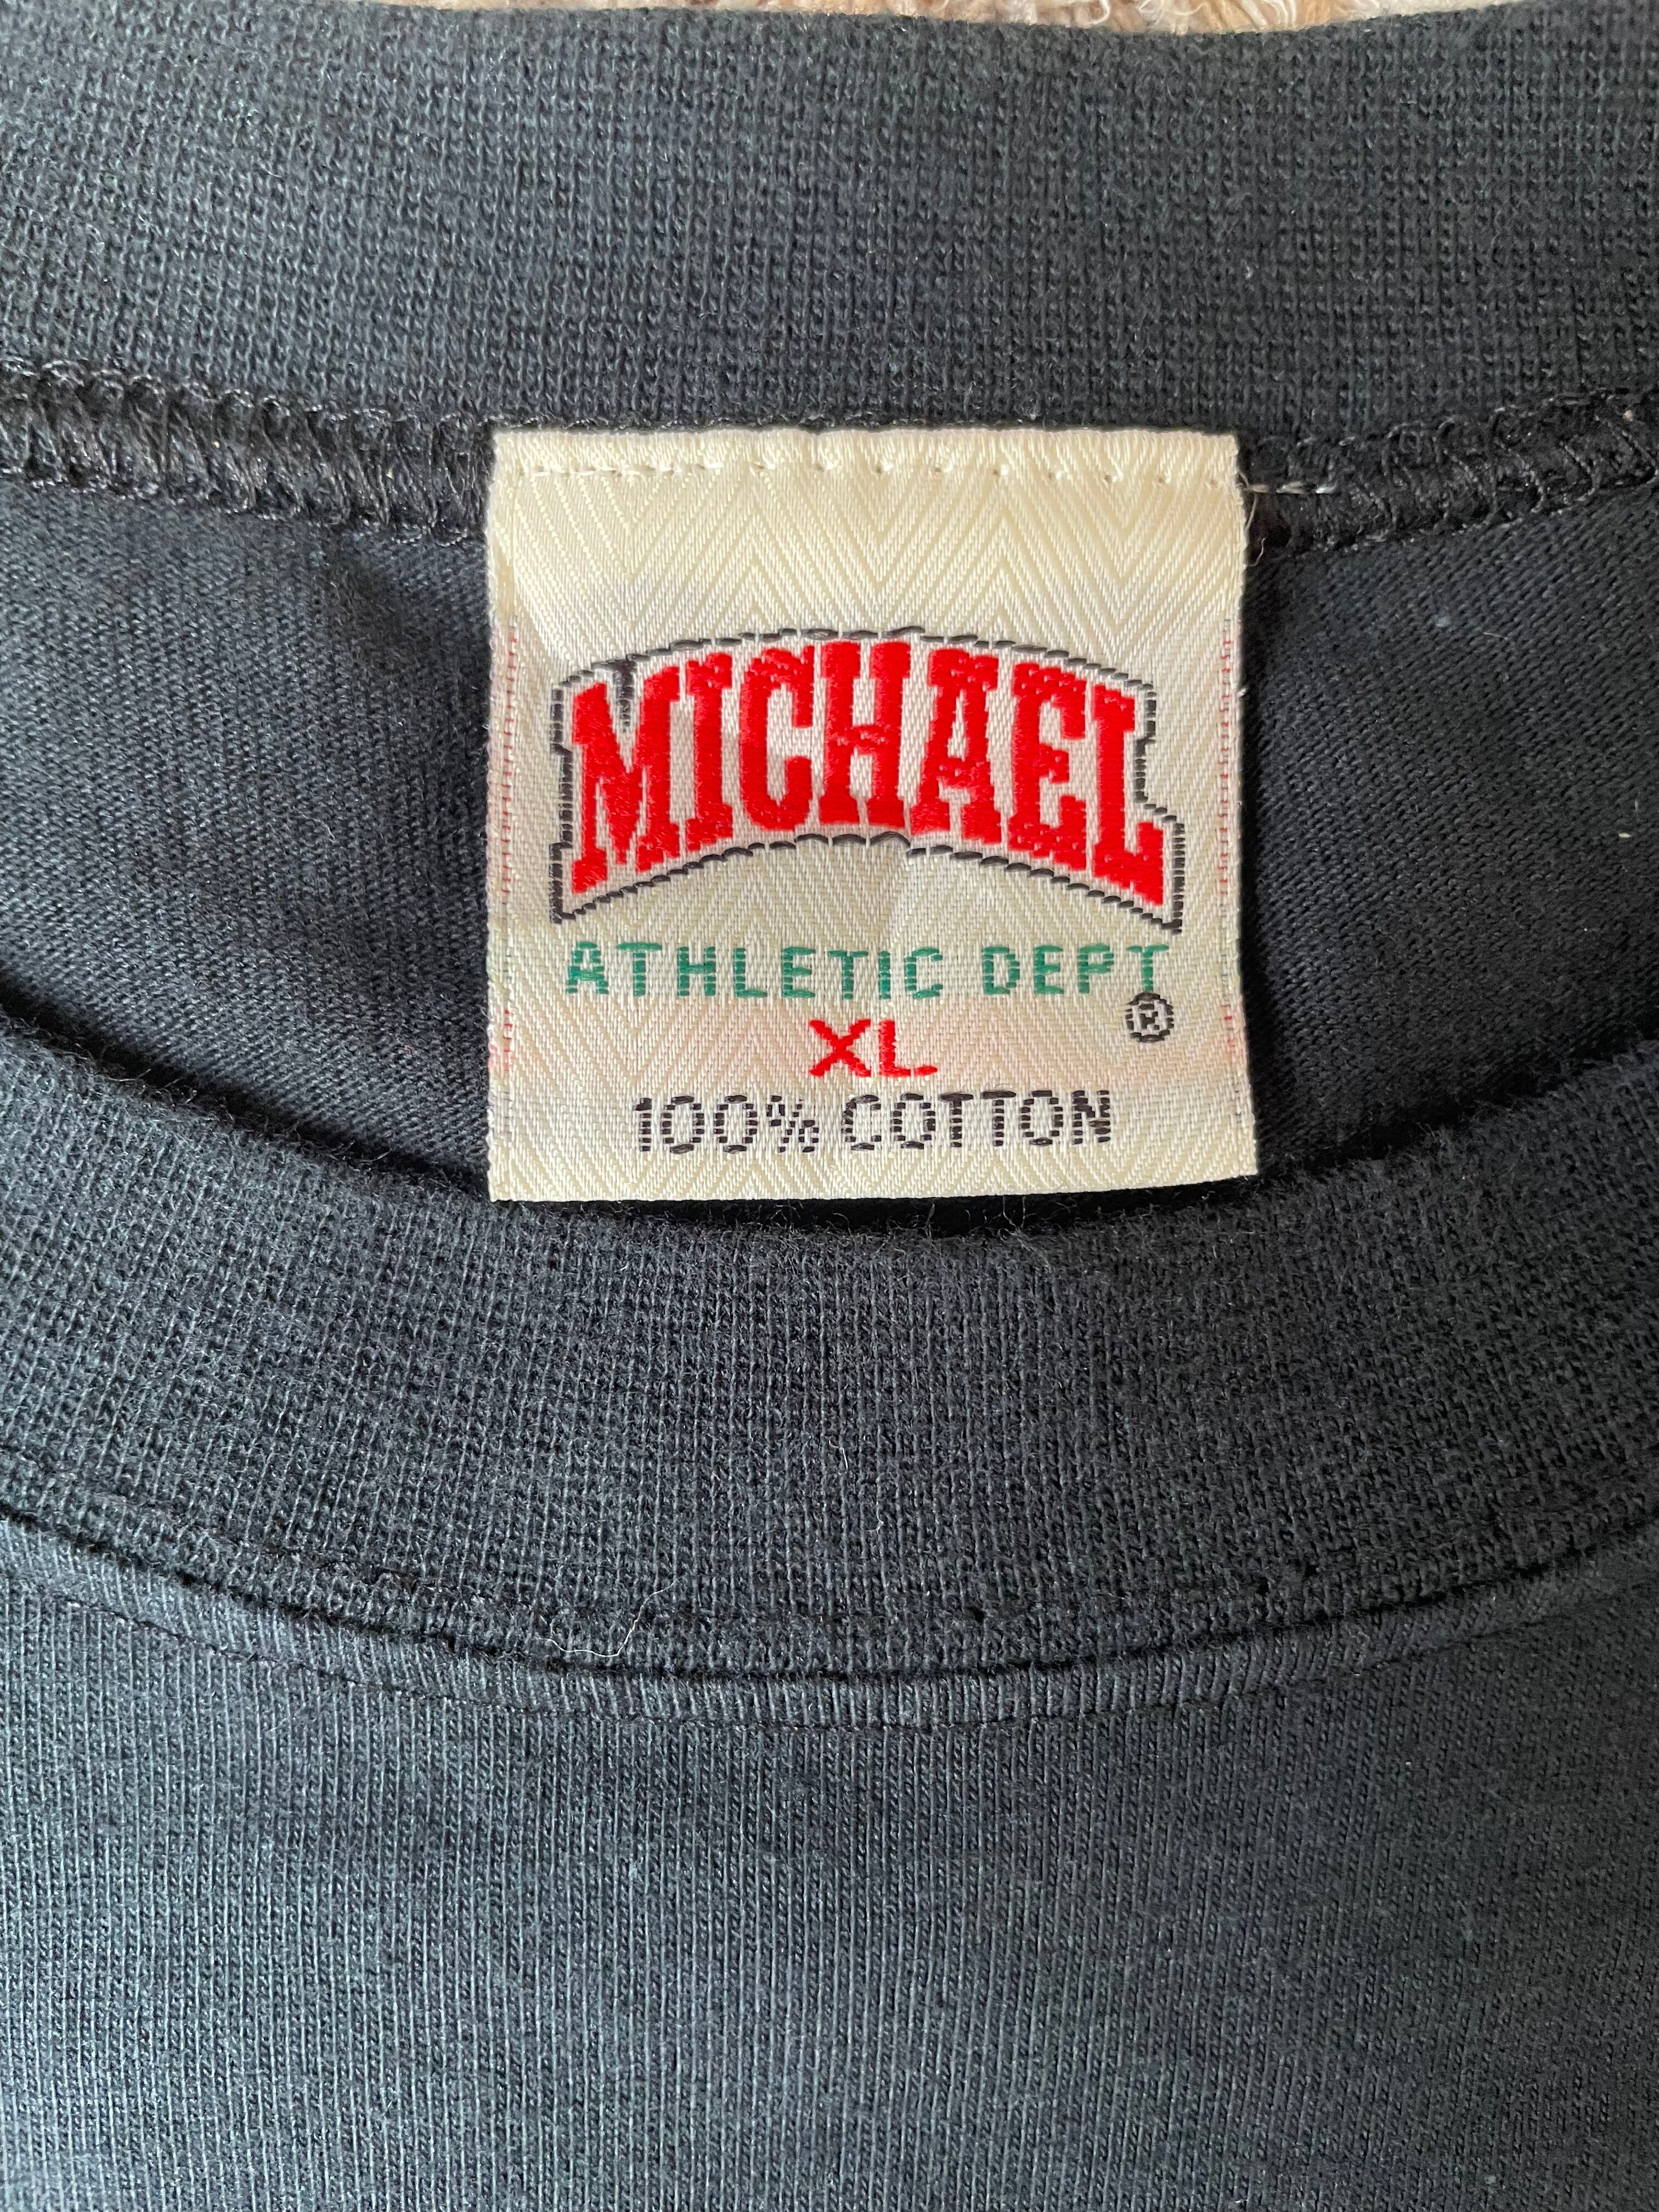 MICHAEL
ATHLETIC DEPT
®
XL
100% COTTON